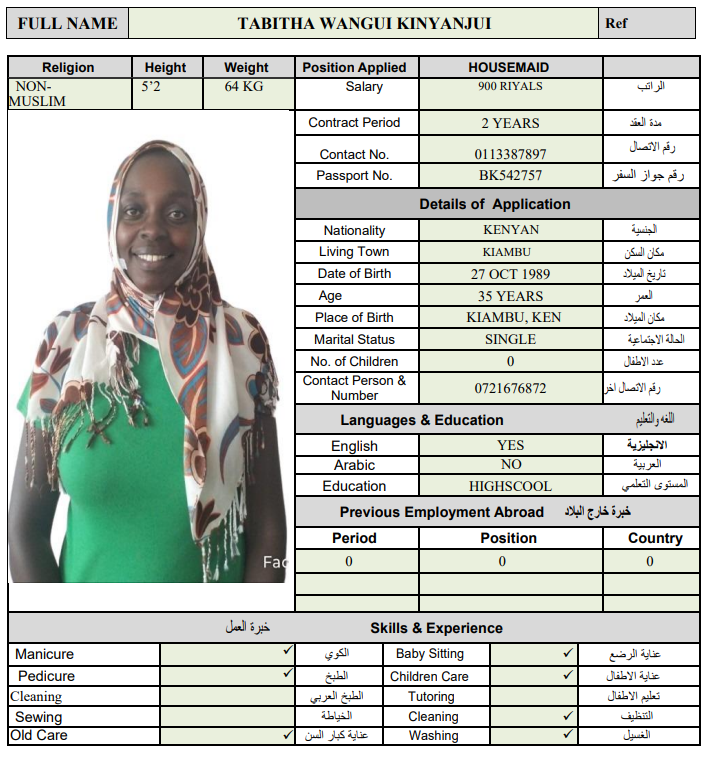 FULL NAME TABITHA WANGUI KINYANJUI Ref
Religion Height Weight Position Applied HOUSEMAID
NON-MUSLIM 5’2 64 KG Salary 900 RIYALS الراتب
Contract Period 2 YEARS مدة العقد
Contact No. 0113387897 رقم الاتصال
Passport No. BK542757 رقم جواز السفر
Details of Application
Nationality KENYAN الجنسية
Living Town KIAMBU مكان السكن
Date of Birth 27 OCT 1989 تاريخ الميلاد
Age 35 YEARS العمر
Place of Birth KIAMBU, KEN مكان الميلاد
Marital Status SINGLE الحالة الاجتماعية
No. of Children 0 عدد الاطفال
Contact Person & Number 0721676872 رقم الاتصال اخر
Languages & Education اللغه والتعليم
English YES الانجليزية
Arabic NO العربية
Education HIGHSCOOL المستوى التعلمي
Previous Employment Abroad خبرة خارج البلاد
Period Position Country
0 0 0
Fac
خبرة العمل Skills & Experience
Manicure ✓ الكوي Baby Sitting ✓ عناية الرضع
Pedicure ✓ الطبخ Children Care ✓ عناية الاطفال
Cleaning الطبخ العربي Tutoring تعليم الاطفال
Sewing الخياطة Cleaning ✓ التنظيف
Old Care ✓ عناية كبار السن Washing ✓ الغسيل